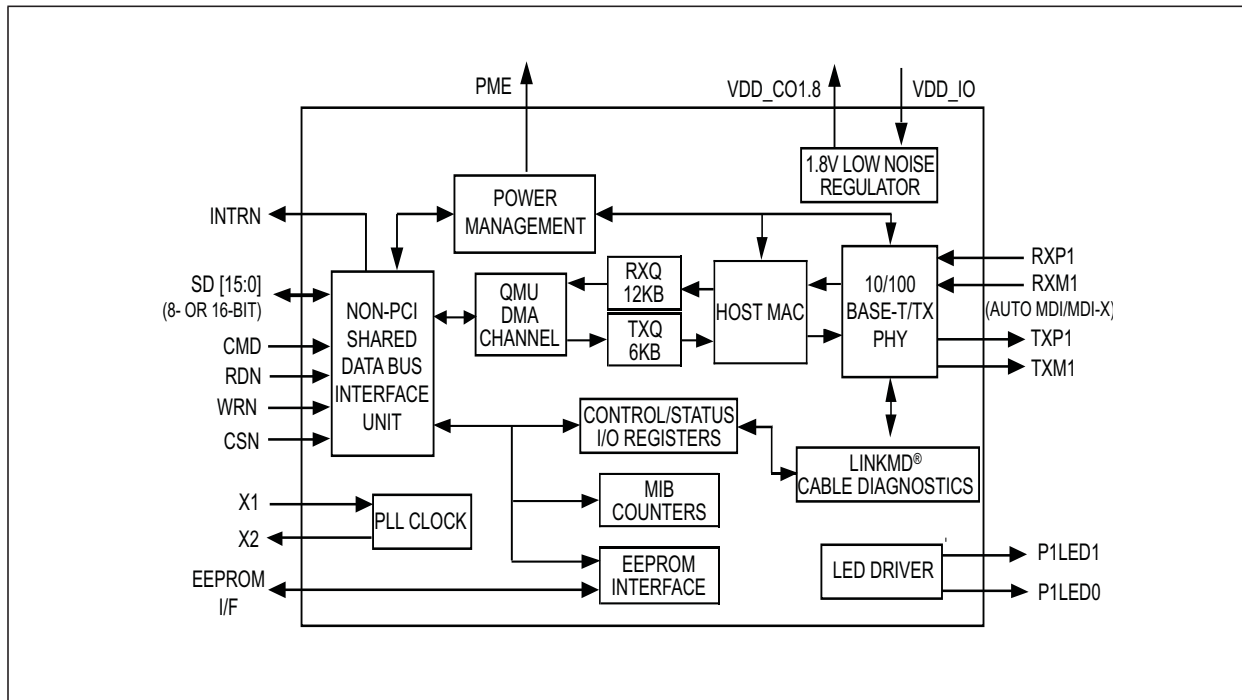 PME
VDD_CO1.8
VDD_IO
1.8V LOW NOISE
REGULATOR
POWER
MANAGEMENT
INTRN
SD [15:0]
(8- OR 16-BIT)
CMD
RDN
WRN
CSN
NON-PCI
SHARED
DATA BUS
INTERFACE
UNIT
QMU
DMA
CHANNEL
RXQ
12KB
TXQ
6KB
HOST MAC
10/100
BASE-T/TX
PHY
RXP1
RXM1
(AUTO MDI/MDI-X)
TXP1
TXM1
CONTROL/STATUS
I/O REGISTERS
LINKMD®
CABLE DIAGNOSTICS
MIB
COUNTERS
X1
X2
PLL CLOCK
EEPROM
I/F
EEPROM
INTERFACE
LED DRIVER
P1LED1
P1LED0